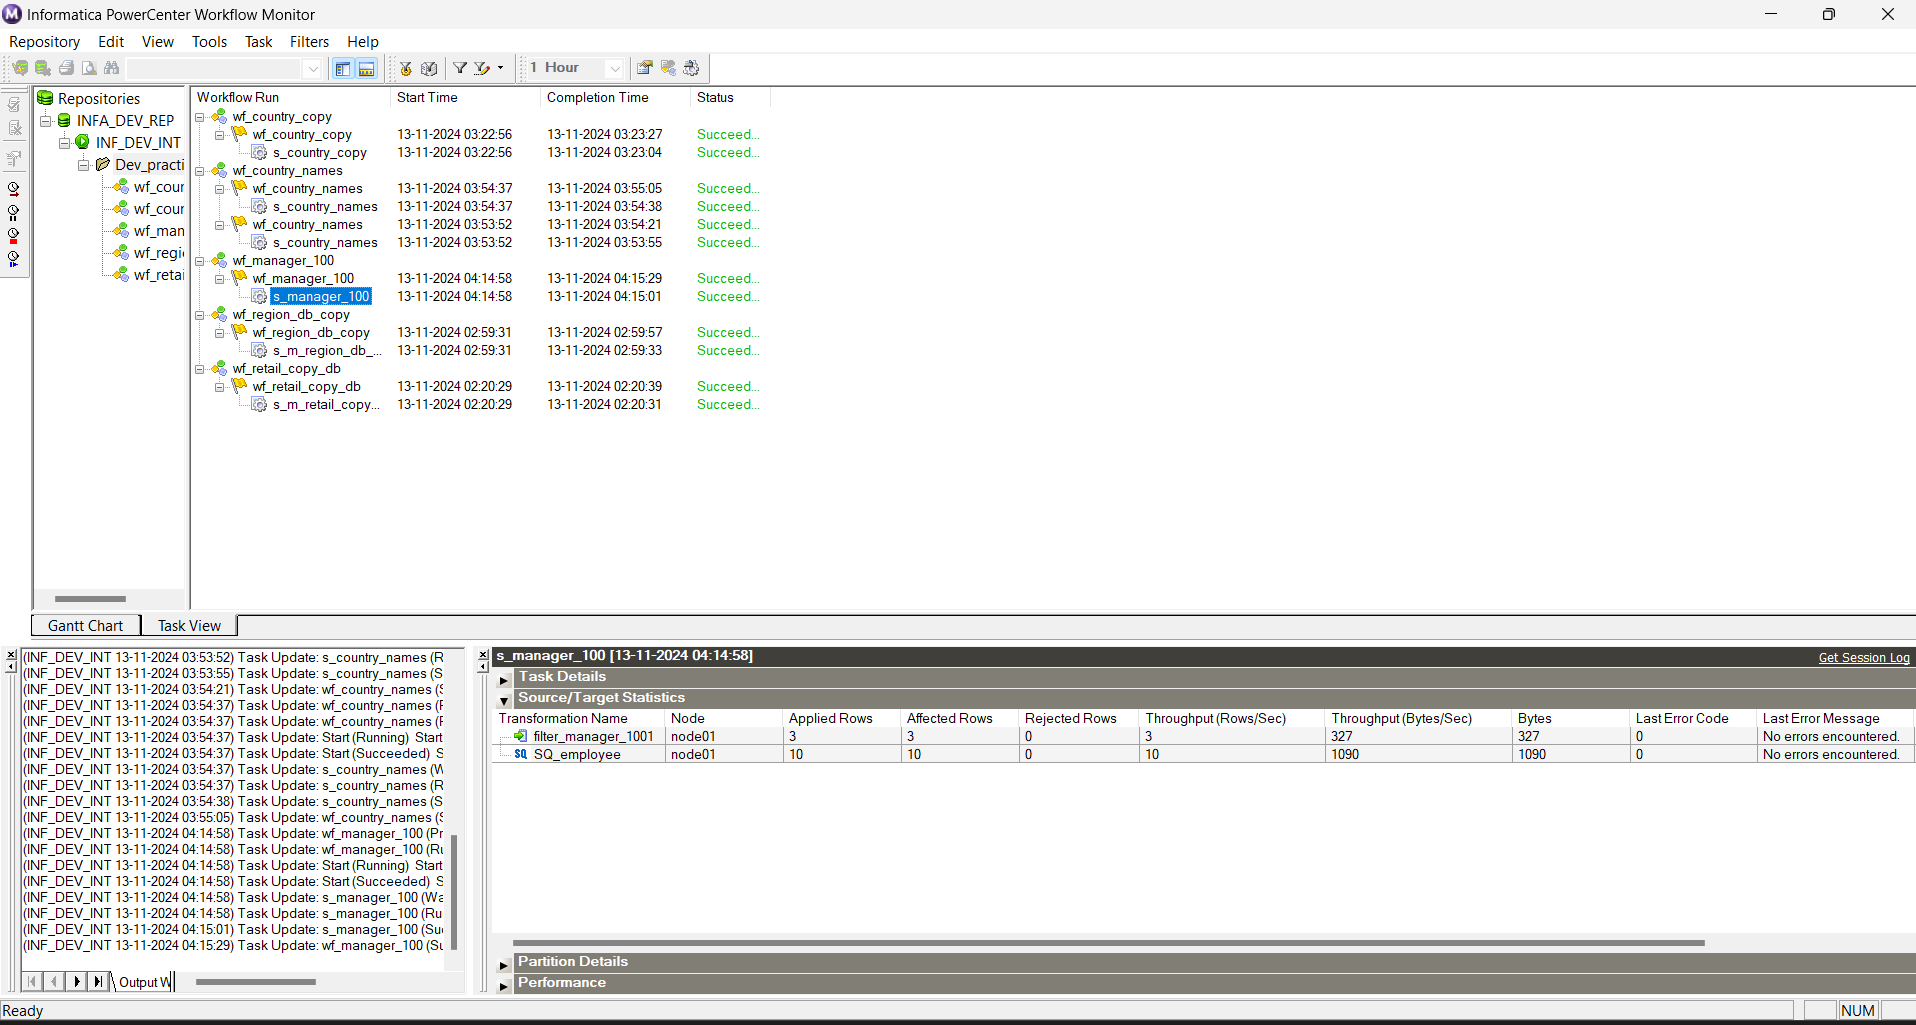 Informatica PowerCenter Workflow Monitor
Repository Edit View Tools Task Filters Help
1 Hour
Repositories
INFA_DEV_REP
INF_DEV_INT
Dev_practi
wf_cour
wf_cour
wf_man
wf_regi
wf_retai
Workflow Run Start Time Completion Time Status
wf_country_copy
wf_country_copy 13-11-2024 03:22:56 13-11-2024 03:23:27 Succeed...
s_country_copy 13-11-2024 03:22:56 13-11-2024 03:23:04 Succeed...
wf_country_names
wf_country_names 13-11-2024 03:54:37 13-11-2024 03:55:05 Succeed...
s_country_names 13-11-2024 03:54:37 13-11-2024 03:54:38 Succeed...
wf_country_names 13-11-2024 03:53:52 13-11-2024 03:54:21 Succeed...
s_country_names 13-11-2024 03:53:52 13-11-2024 03:53:55 Succeed...
wf_manager_100
wf_manager_100 13-11-2024 04:14:58 13-11-2024 04:15:29 Succeed...
s_manager_100 13-11-2024 04:14:58 13-11-2024 04:15:01 Succeed...
wf_region_db_copy
wf_region_db_copy 13-11-2024 02:59:31 13-11-2024 02:59:57 Succeed...
s_m_region_db_... 13-11-2024 02:59:31 13-11-2024 02:59:33 Succeed...
wf_retail_copy_db
wf_retail_copy_db 13-11-2024 02:20:29 13-11-2024 02:20:39 Succeed...
s_m_retail_copy... 13-11-2024 02:20:29 13-11-2024 02:20:31 Succeed...
Gantt Chart Task View
(INF_DEV_INT 13-11-2024 03:53:52) Task Update: s_country_names (R
(INF_DEV_INT 13-11-2024 03:53:55) Task Update: s_country_names (S
(INF_DEV_INT 13-11-2024 03:54:21) Task Update: wf_country_names (S
(INF_DEV_INT 13-11-2024 03:54:37) Task Update: wf_country_names (F
(INF_DEV_INT 13-11-2024 03:54:37) Task Update: wf_country_names (F
(INF_DEV_INT 13-11-2024 03:54:37) Task Update: Start (Running) Start
(INF_DEV_INT 13-11-2024 03:54:37) Task Update: Start (Succeeded) S
(INF_DEV_INT 13-11-2024 03:54:37) Task Update: s_country_names (W
(INF_DEV_INT 13-11-2024 03:54:37) Task Update: s_country_names (R
(INF_DEV_INT 13-11-2024 03:54:38) Task Update: s_country_names (S
(INF_DEV_INT 13-11-2024 03:55:05) Task Update: wf_country_names (S
(INF_DEV_INT 13-11-2024 04:14:58) Task Update: wf_manager_100 (Pr
(INF_DEV_INT 13-11-2024 04:14:58) Task Update: wf_manager_100 (Ru
(INF_DEV_INT 13-11-2024 04:14:58) Task Update: Start (Running) Start
(INF_DEV_INT 13-11-2024 04:14:58) Task Update: Start (Succeeded) S
(INF_DEV_INT 13-11-2024 04:14:58) Task Update: s_manager_100 (Wa
(INF_DEV_INT 13-11-2024 04:14:58) Task Update: s_manager_100 (Ru
(INF_DEV_INT 13-11-2024 04:15:01) Task Update: s_manager_100 (Su
(INF_DEV_INT 13-11-2024 04:15:29) Task Update: wf_manager_100 (Su
Output W
s_manager_100 [13-11-2024 04:14:58] Get Session Log
Task Details
Source/Target Statistics
Transformation Name Node Applied Rows Affected Rows Rejected Rows Throughput (Rows/Sec) Throughput (Bytes/Sec) Bytes Last Error Code Last Error Message
filter_manager_1001 node01 3 3 0 3 327 327 0 No errors encountered.
SQ SQ_employee node01 10 10 0 10 1090 1090 0 No errors encountered.
Partition Details
Performance
Ready NUM